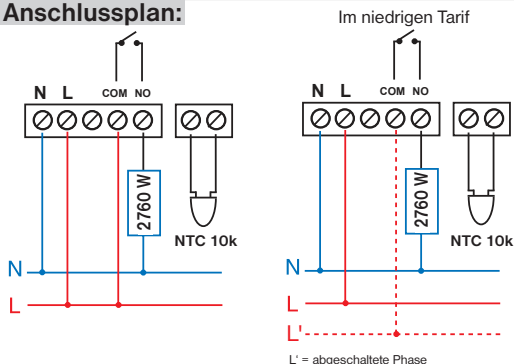 Anschlussplan:
N L COM NO
2760 W
NTC 10k
N
L
Im niedrigen Tarif
N L COM NO
2760 W
NTC 10k
N
L
L'
L' = abgeschaltete Phase